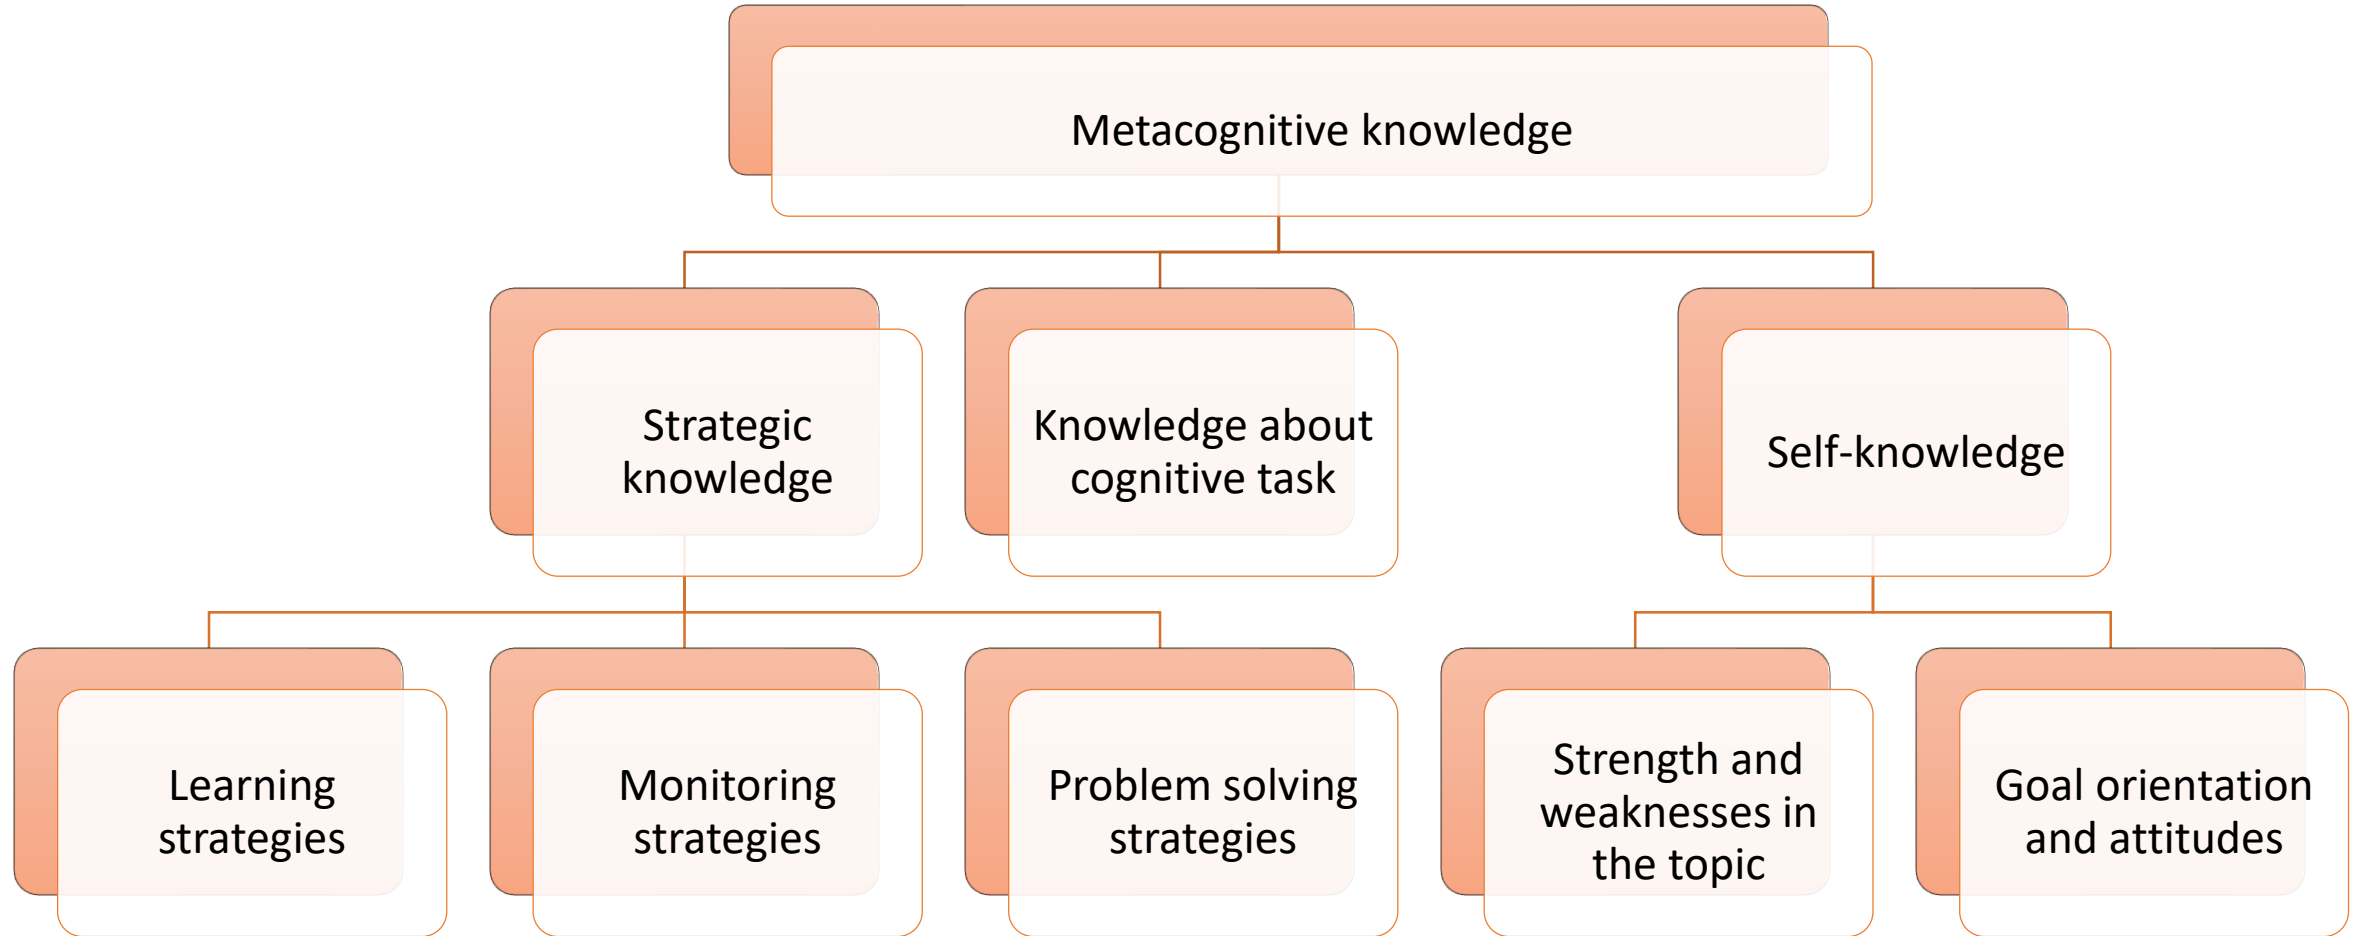 Metacognitive knowledge
Strategic
knowledge
Knowledge about
cognitive task
Self-knowledge
Learning
strategies
Monitoring
strategies
Problem solving
strategies
Strength and
weaknesses in
the topic
Goal orientation
and attitudes